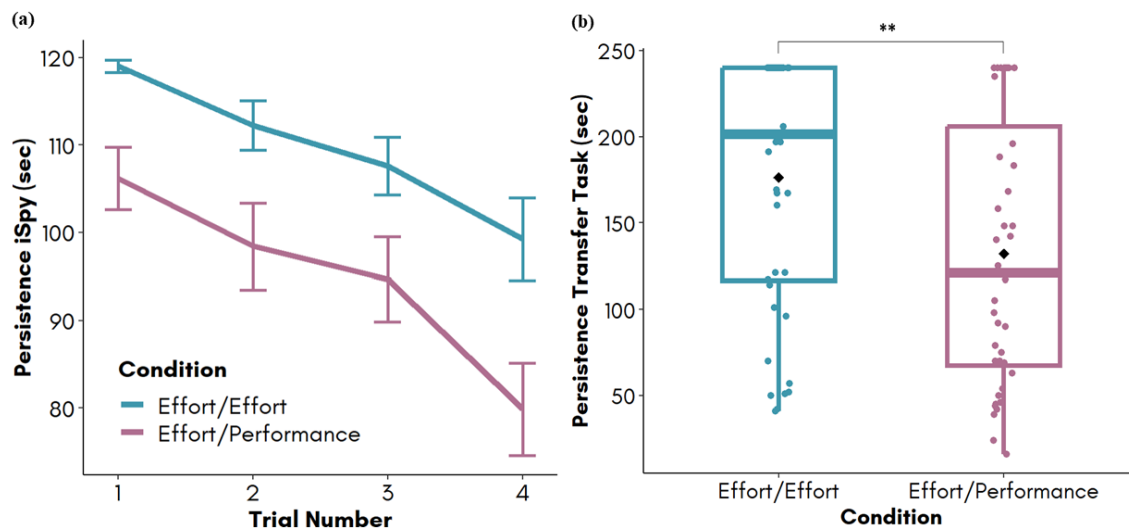 (a)
Persistence iSpy (sec)
120
110
100
90
80
Condition
Effort/Effort
Effort/Performance
1 2 3 4
Trial Number
(b)
**
Persistence Transfer Task (sec)
250
200
150
100
50
Effort/Effort Effort/Performance
Condition